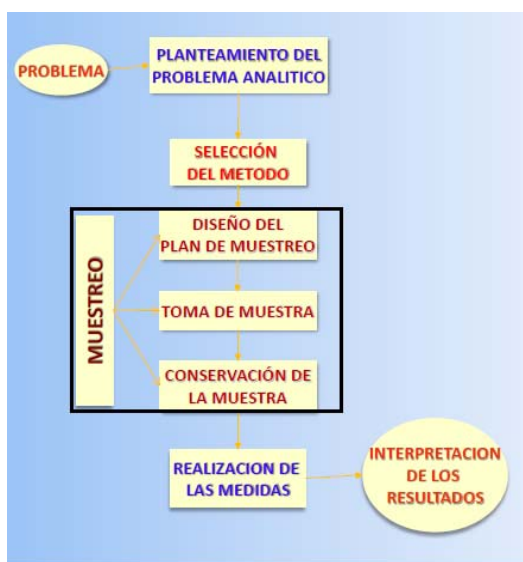 PROBLEMA
PLANTEAMIENTO DEL
PROBLEMA ANALITICO
SELECCIÓN
DEL METODO
MUESTREO
DISEÑO DEL
PLAN DE MUESTREO
TOMA DE MUESTRA
CONSERVACIÓN DE
LA MUESTRA
REALIZACION DE
LAS MEDIDAS
INTERPRETACION
DE LOS
RESULTADOS